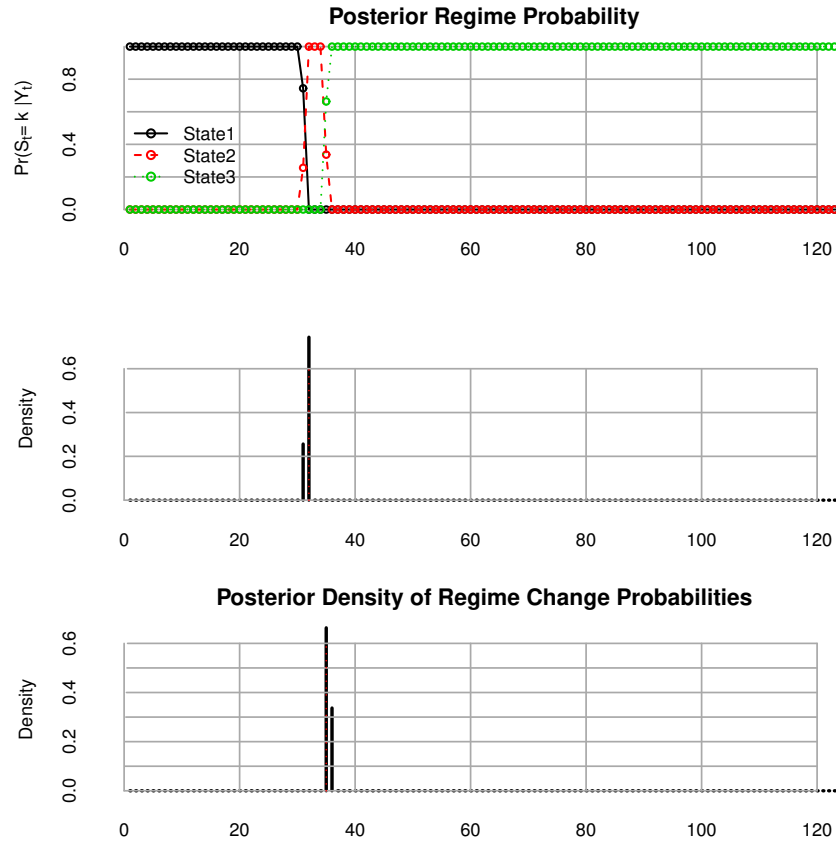 Posterior Regime Probability
Pr(St= k |Yt)
0.0 0.4 0.8
State1
State2
State3
0 20 40 60 80 100 120
Density
0.0 0.2 0.4 0.6
0 20 40 60 80 100 120
Posterior Density of Regime Change Probabilities
Density
0.0 0.2 0.4 0.6
0 20 40 60 80 100 120